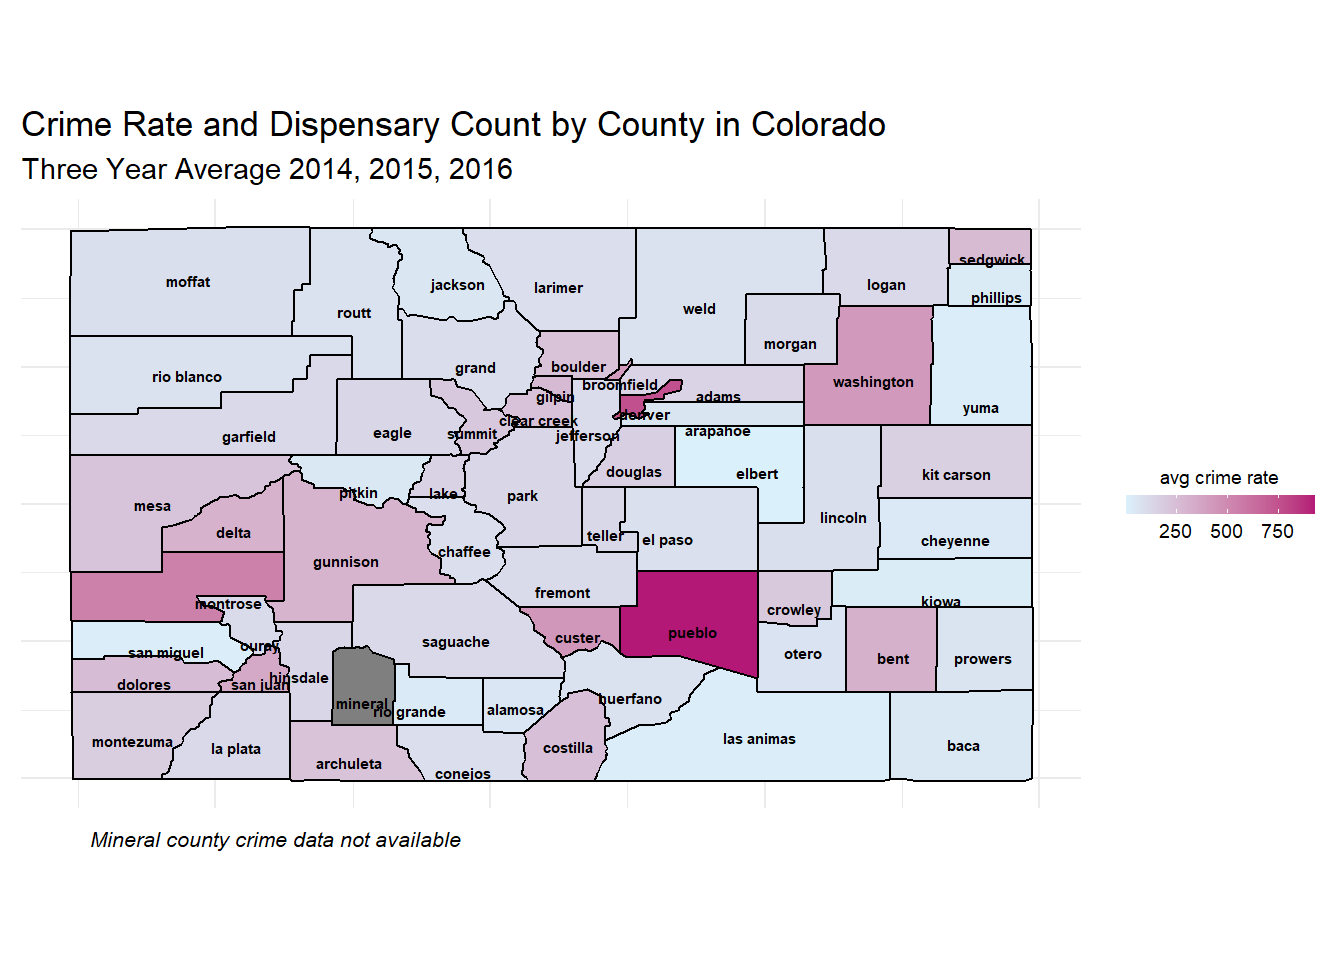 Crime Rate and Dispensary Count by County in Colorado
Three Year Average 2014, 2015, 2016
sedgwick
moffat
jackson
larimer
logan
phillips
routt
weld
morgan
grand
boulder
rio blanco
broomfield
washington
gilpin
adams
yuma
denver
clear creek
arapahoe
garfield
eagle
summit
jefferson
douglas
elbert
kit carson
avg crime rate
pitkin
lake
park
mesa
lincoln
250 500 750
delta
teller
el paso
cheyenne
chaffee
gunnison
fremont
montrose
crowley
kiowa
custer
pueblo
saguache
ouray
san miguel
otero
bent
prowers
hinsdale
dolores
san juan
mineral
huerfano
rio grande
alamosa
montezuma
la plata
costilla
las animas
baca
archuleta
conejos
Mineral county crime data not available